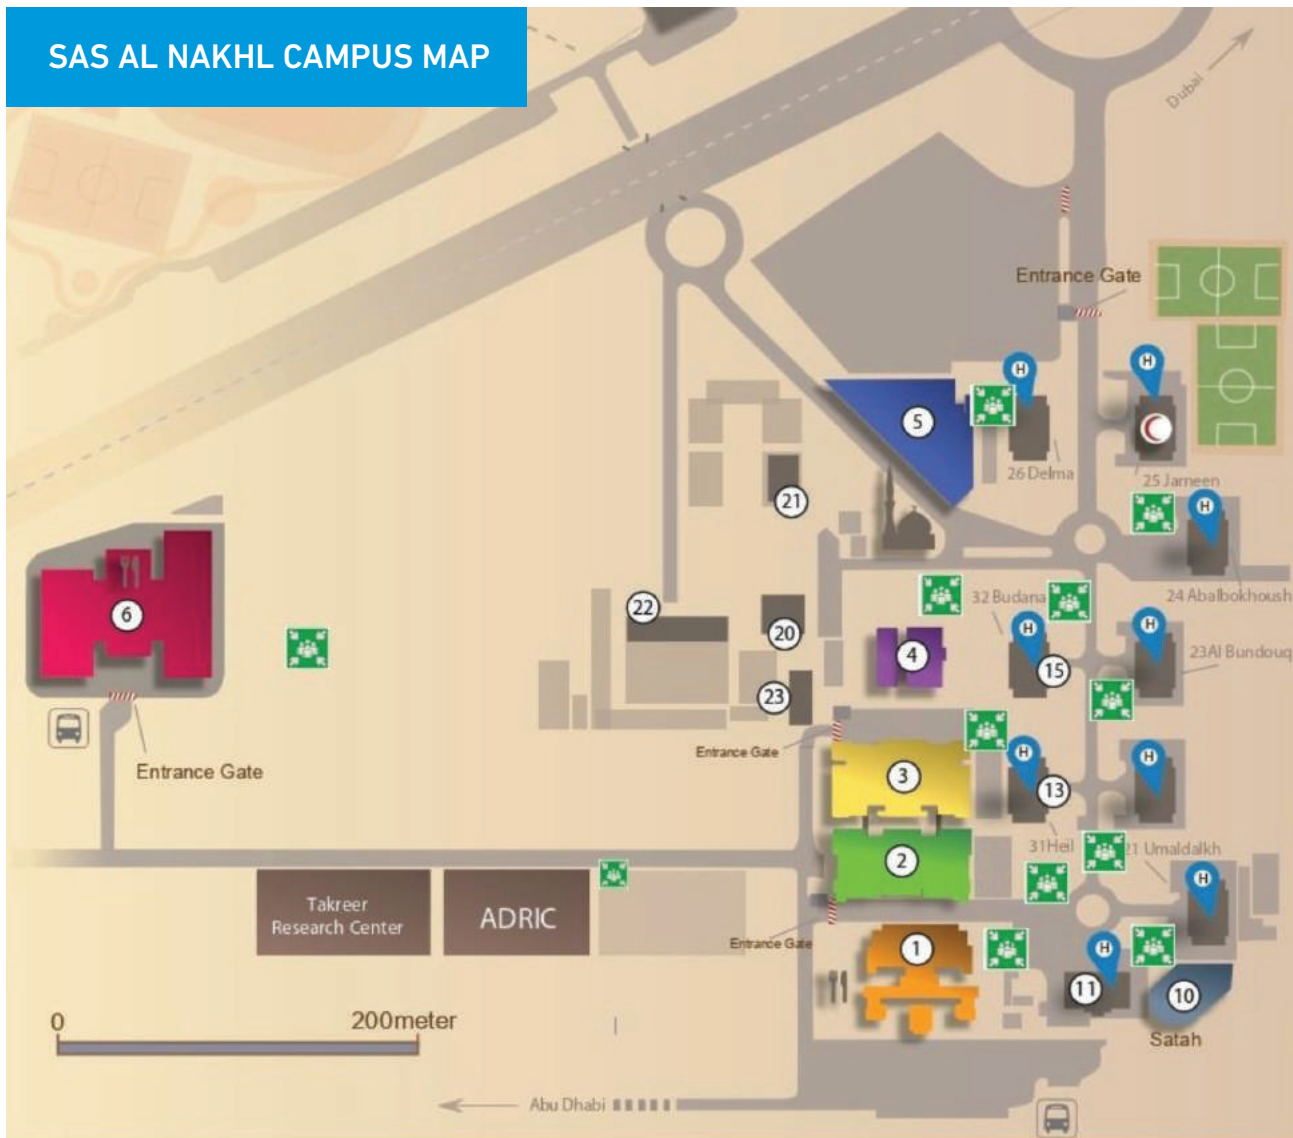 SAS AL NAKHL CAMPUS MAP
Dubai
Entrance Gate
H
H
5
26 Delma
25 Jarneen
21
H
24 Abalbokhoush
32 Budana
22
6
20
H
H
4
15
23Al Bundouq
23
Entrance Gate
Entrance Gate
H
H
3
13
31Heil
21 Umaldalkh
2
H
Takreer
Research Center
ADRIC
Entrance Gate
1
H
11
10
Satah
0
200meter
Abu Dhabi